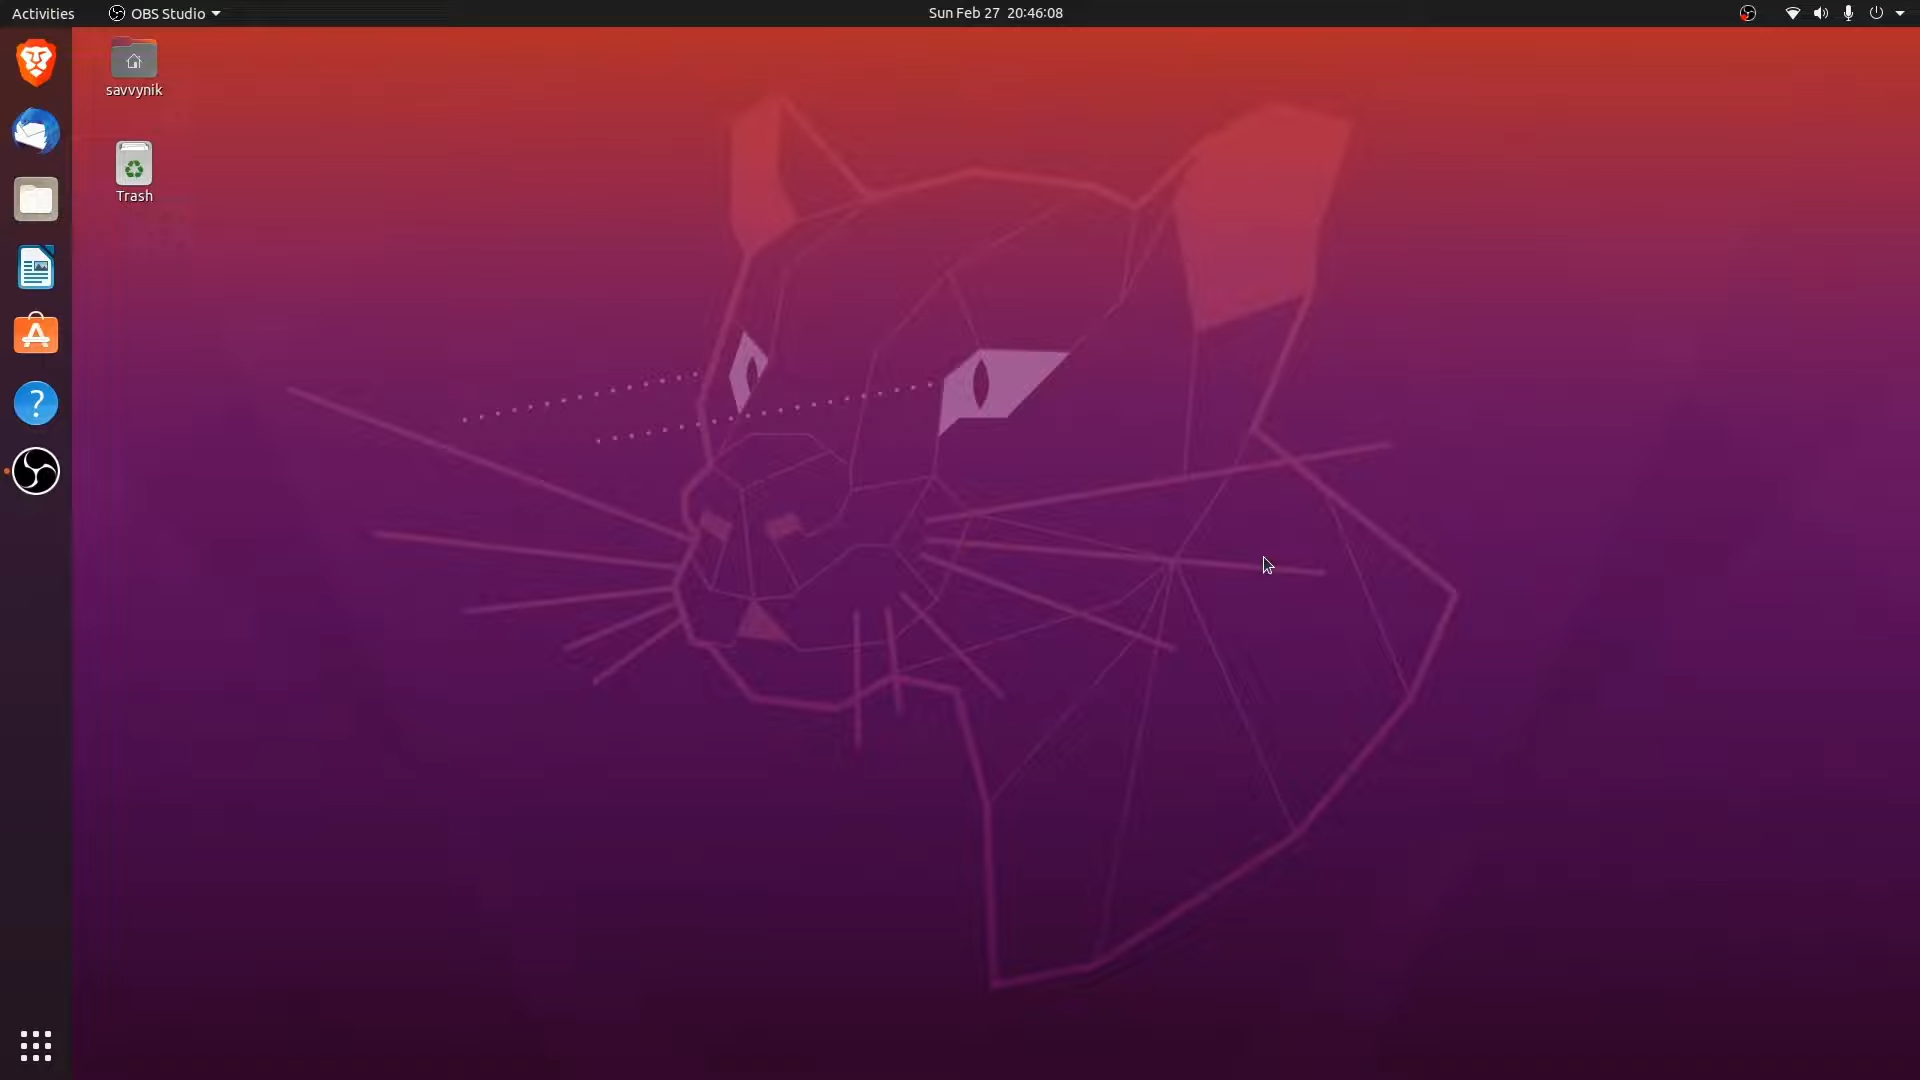 Activities
OBS Studio
Sun Feb 27 20:46:08
savvynik
Trash